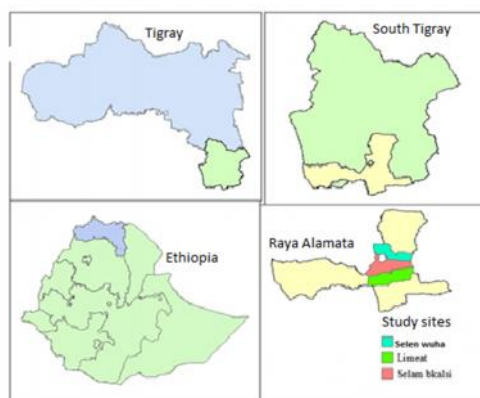 Tigray
South Tigray
Ethiopia
Raya Alamata
Study sites
Selen wuha
Limeat
Selam bkalsi